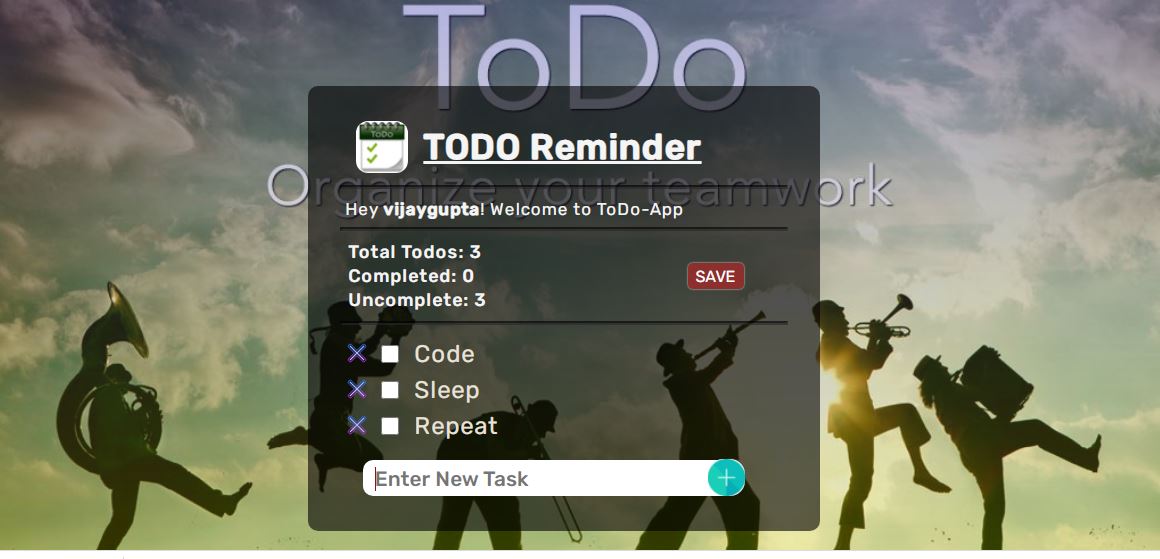 ToDo
ToDo
TODO Reminder
Organize your teamwork
Hey vijaygupta! Welcome to ToDo-App
Total Todos: 3
Completed: 0
Uncomplete: 3
SAVE
Code
Sleep
Repeat
Enter New Task